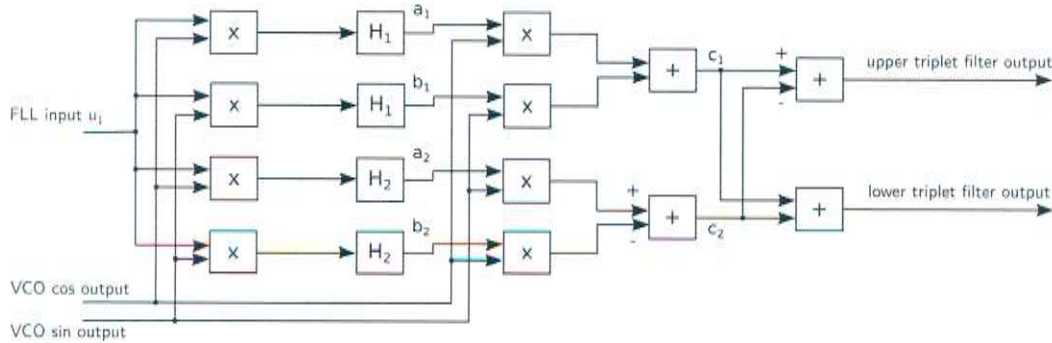 a₁
X
H₁
X
c₁
+
+
+
-
upper triplet filter output
b₁
X
H₁
X
FLL input uᵢ
a₂
X
H₂
X
+
+
-
c₂
+
lower triplet filter output
b₂
X
H₂
X
VCO cos output
VCO sin output